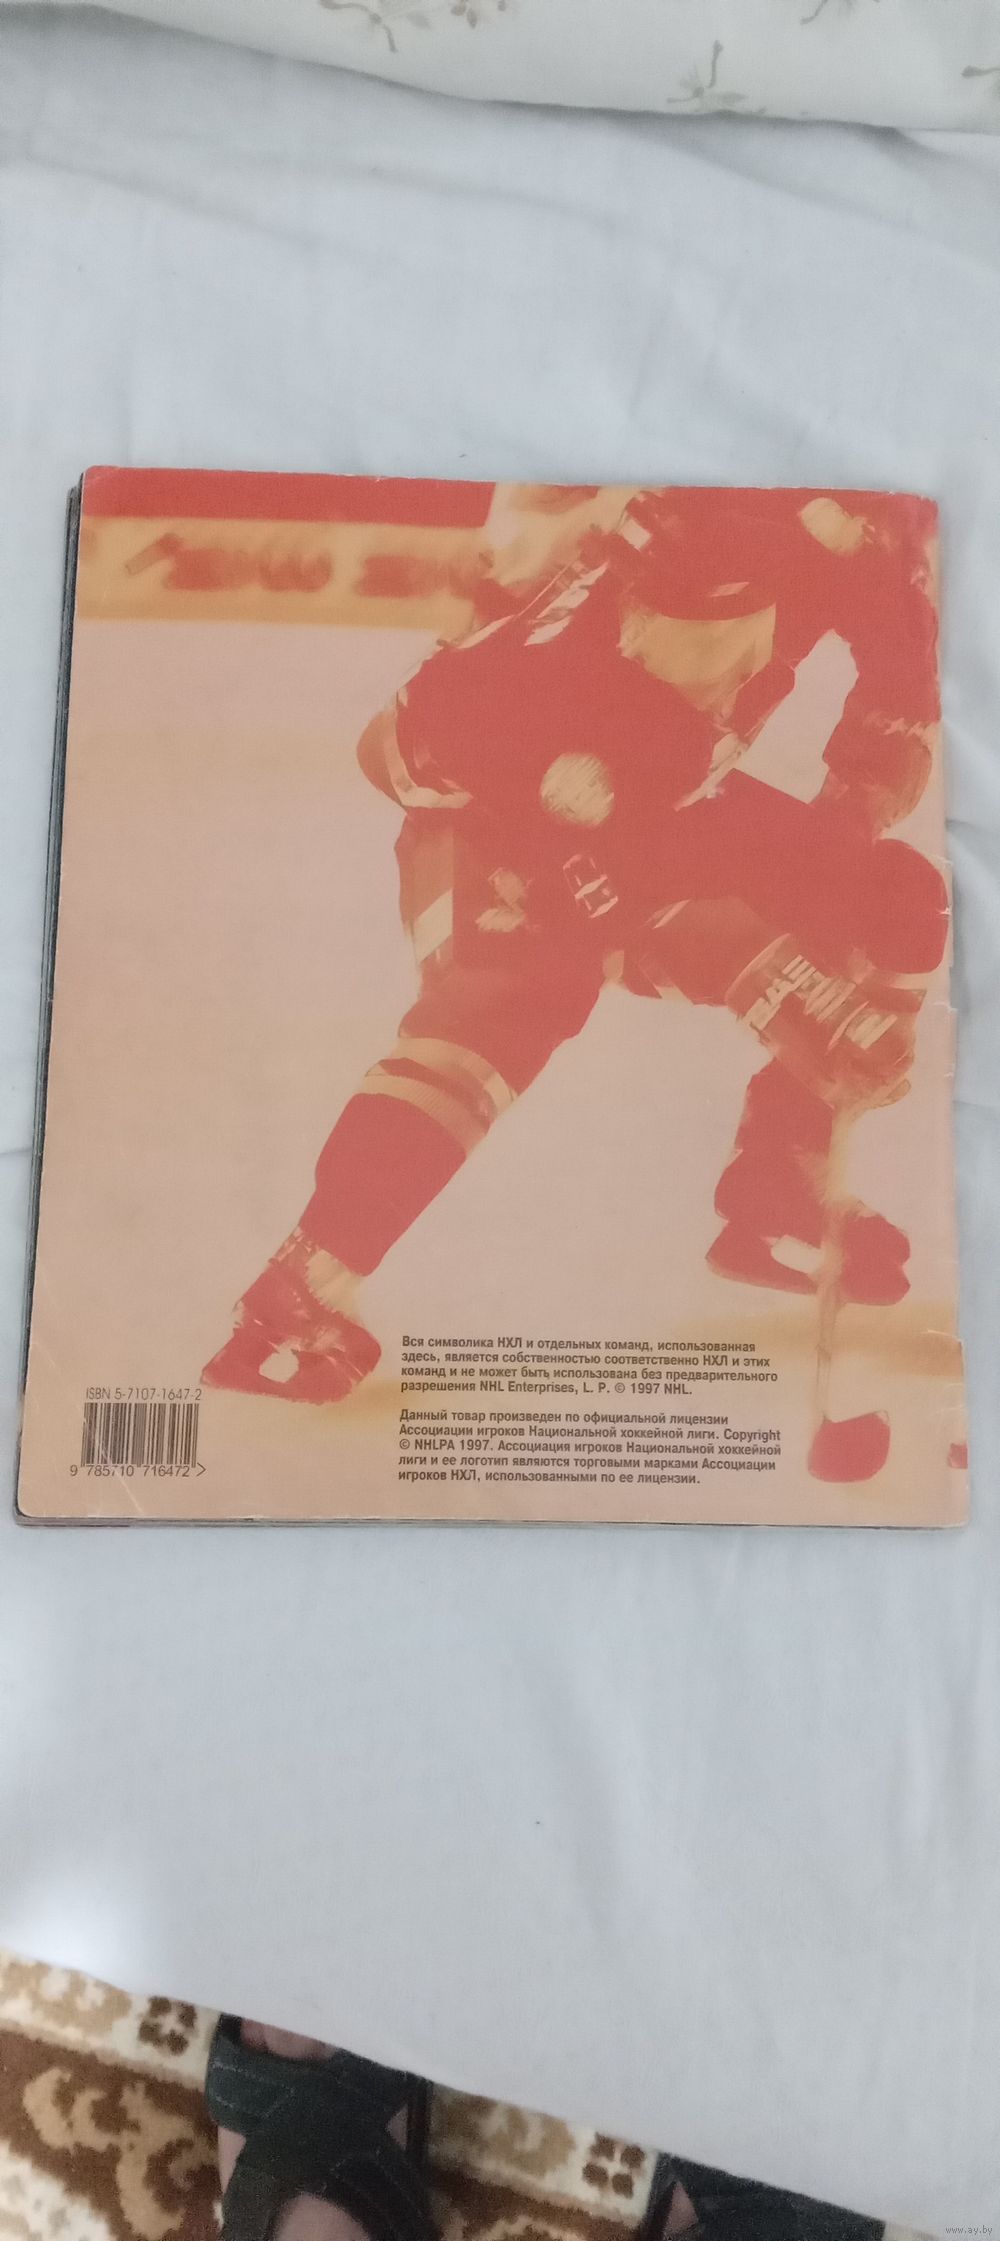 Вся символика НХЛ и отдельных команд, использованная
здесь, является собственностью соответственно НХЛ и этих
команд и не может быть использована без предварительного
разрешения NHL Enterprises, L. P. © 1997 NHL.
Данный товар произведен по официальной лицензии
Ассоциации игроков Национальной хоккейной лиги. Copyright
© NHLPA 1997. Ассоциация игроков Национальной хоккейной
лиги и ее логотип являются торговыми марками Ассоциации
игроков НХЛ, использованными по ее лицензии.
ISBN 5-7107-1647-2
9 785710 716472 >
www.ay.by